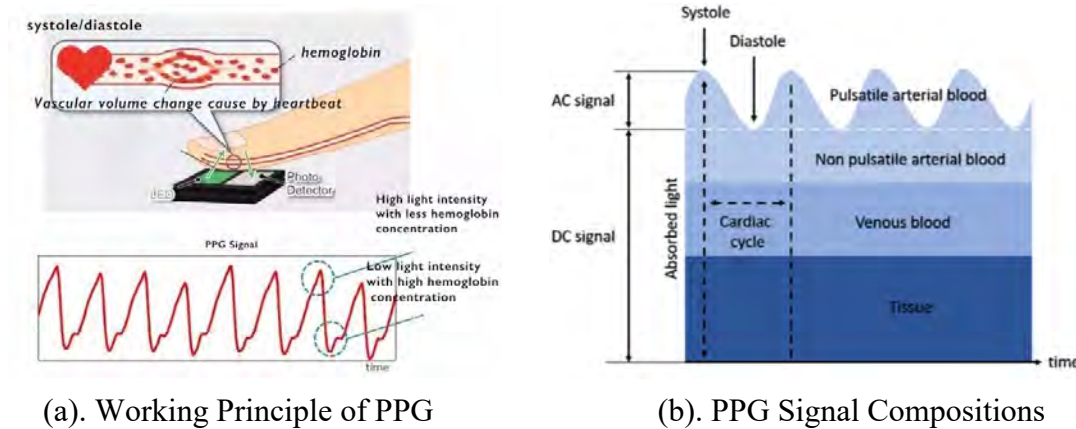 systole/diastole
hemoglobin
Vascular volume change cause by heartbeat
LED
Photo
Detector
High light intensity
with less hemoglobin
concentration
PPG Signal
Low light intensity
with high hemoglobin
concentration
time
(a). Working Principle of PPG
Systole
Diastole
AC signal
Pulsatile arterial blood
Non pulsatile arterial blood
DC signal
Absorbed light
Cardiac
cycle
Venous blood
Tissue
time
(b). PPG Signal Compositions